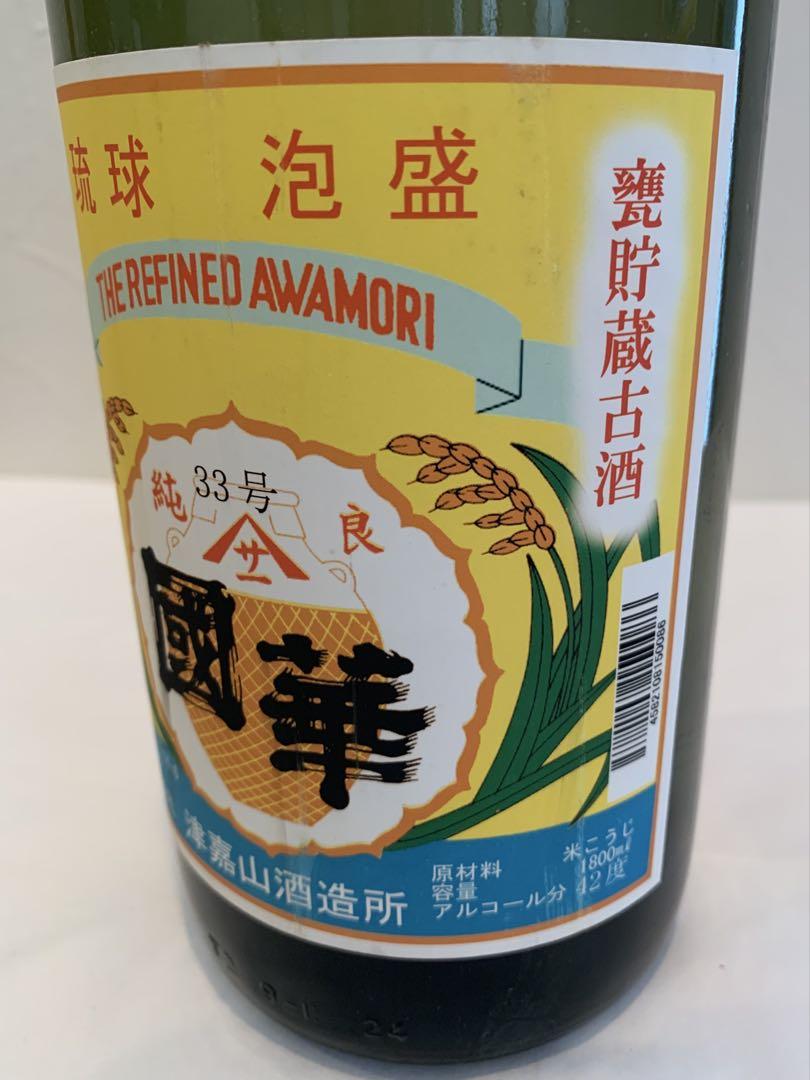 琉球 泡盛
THE REFINED AWAMORI
甕貯蔵古酒
33号
純 良
サ一
國華
津嘉山酒造所
原材料 米こうじ
容量 1800mℓ
アルコール分 42度
4582108150086